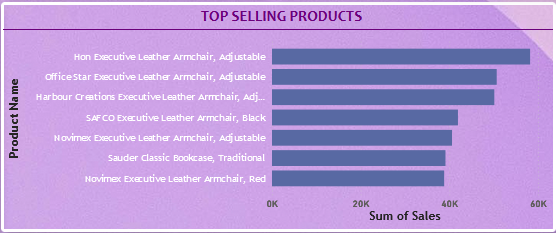 TOP SELLING PRODUCTS
Product Name
Hon Executive Leather Armchair, Adjustable
Office Star Executive Leather Armchair, Adjustable
Harbour Creations Executive Leather Armchair, Adj...
SAFCO Executive Leather Armchair, Black
Novimex Executive Leather Armchair, Adjustable
Sauder Classic Bookcase, Traditional
Novimex Executive Leather Armchair, Red
0K 20K 40K 60K
Sum of Sales